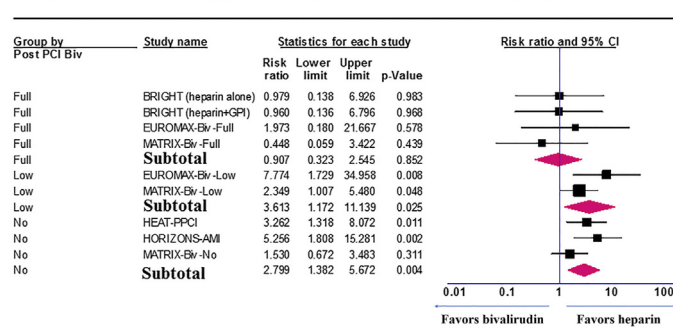 Group by Study name Statistics for each study Risk ratio and 95% CI
Post PCI Biv
Risk Lower Upper
ratio limit limit p-Value
Full BRIGHT (heparin alone) 0.979 0.138 6.926 0.983
Full BRIGHT (heparin+GPI) 0.960 0.136 6.796 0.968
Full EUROMAX-Biv-Full 1.973 0.180 21.667 0.578
Full MATRIX-Biv-Full 0.448 0.059 3.422 0.439
Full Subtotal 0.907 0.323 2.545 0.852
Low EUROMAX-Biv-Low 7.774 1.729 34.958 0.008
Low MATRIX-Biv-Low 2.349 1.007 5.480 0.048
Low Subtotal 3.613 1.172 11.139 0.025
No HEAT-PPCI 3.262 1.318 8.072 0.011
No HORIZONS-AMI 5.256 1.808 15.281 0.002
No MATRIX-Biv-No 1.530 0.672 3.483 0.311
No Subtotal 2.799 1.382 5.672 0.004
0.01 0.1 1 10 100
Favors bivalirudin Favors heparin